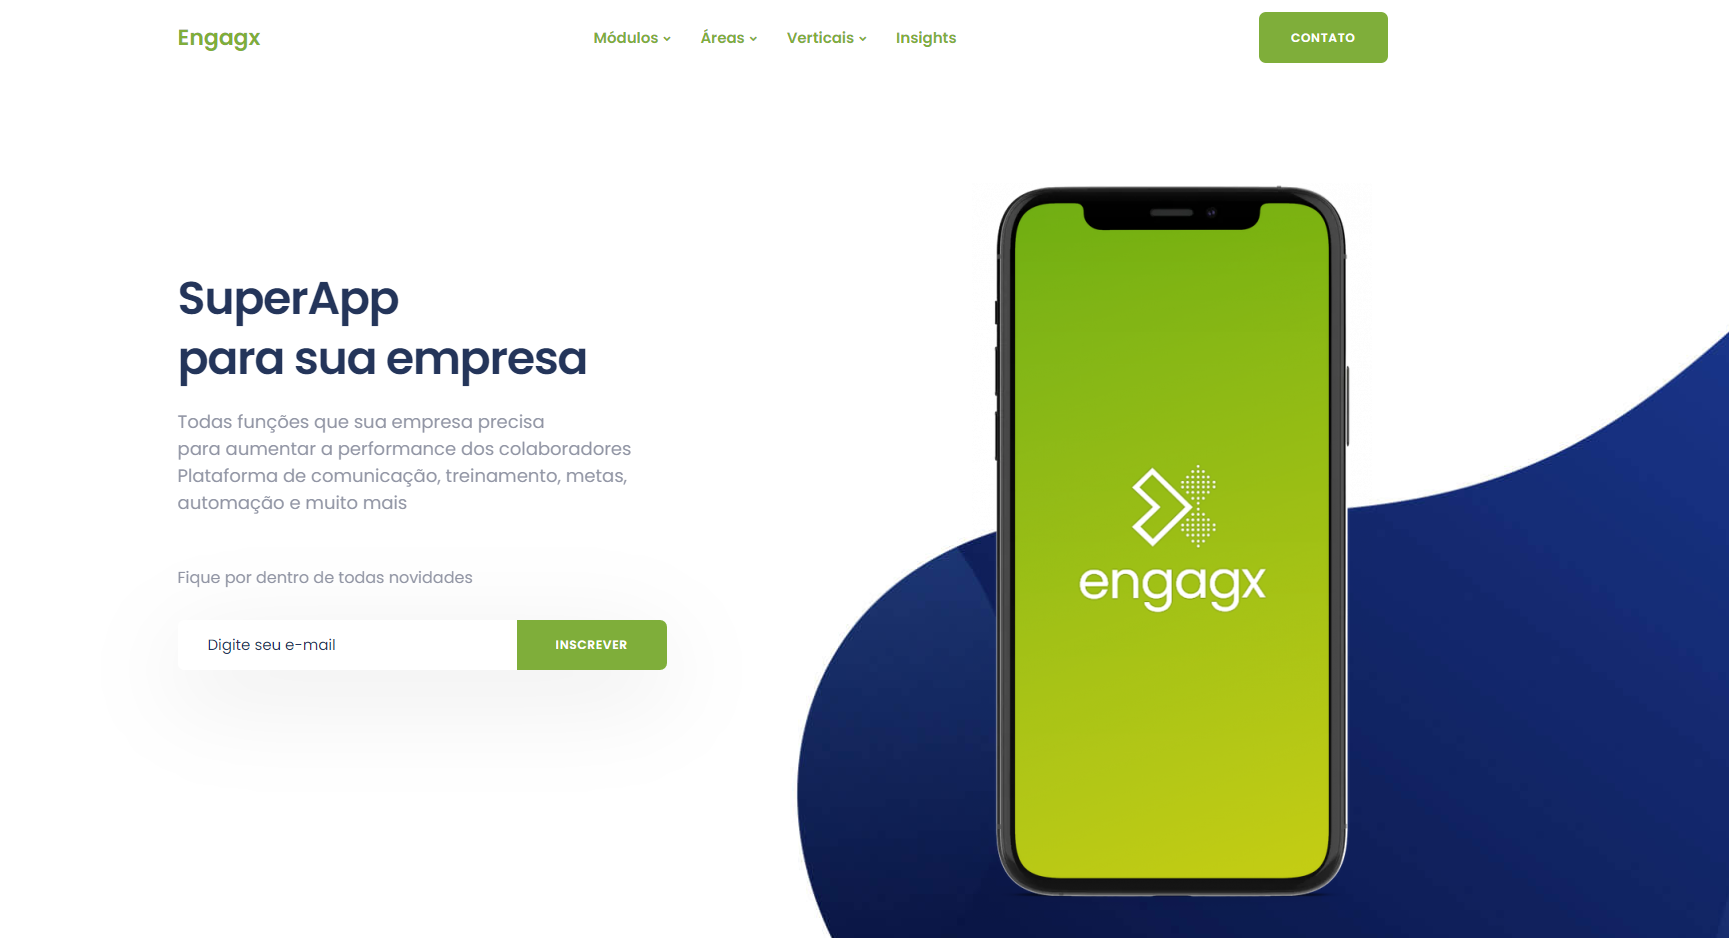 Engagx
Módulos
Áreas
Verticais
Insights
CONTATO
SuperApp
para sua empresa
Todas funções que sua empresa precisa
para aumentar a performance dos colaboradores
Plataforma de comunicação, treinamento, metas,
automação e muito mais
Fique por dentro de todas novidades
Digite seu e-mail
INSCREVER
engagx